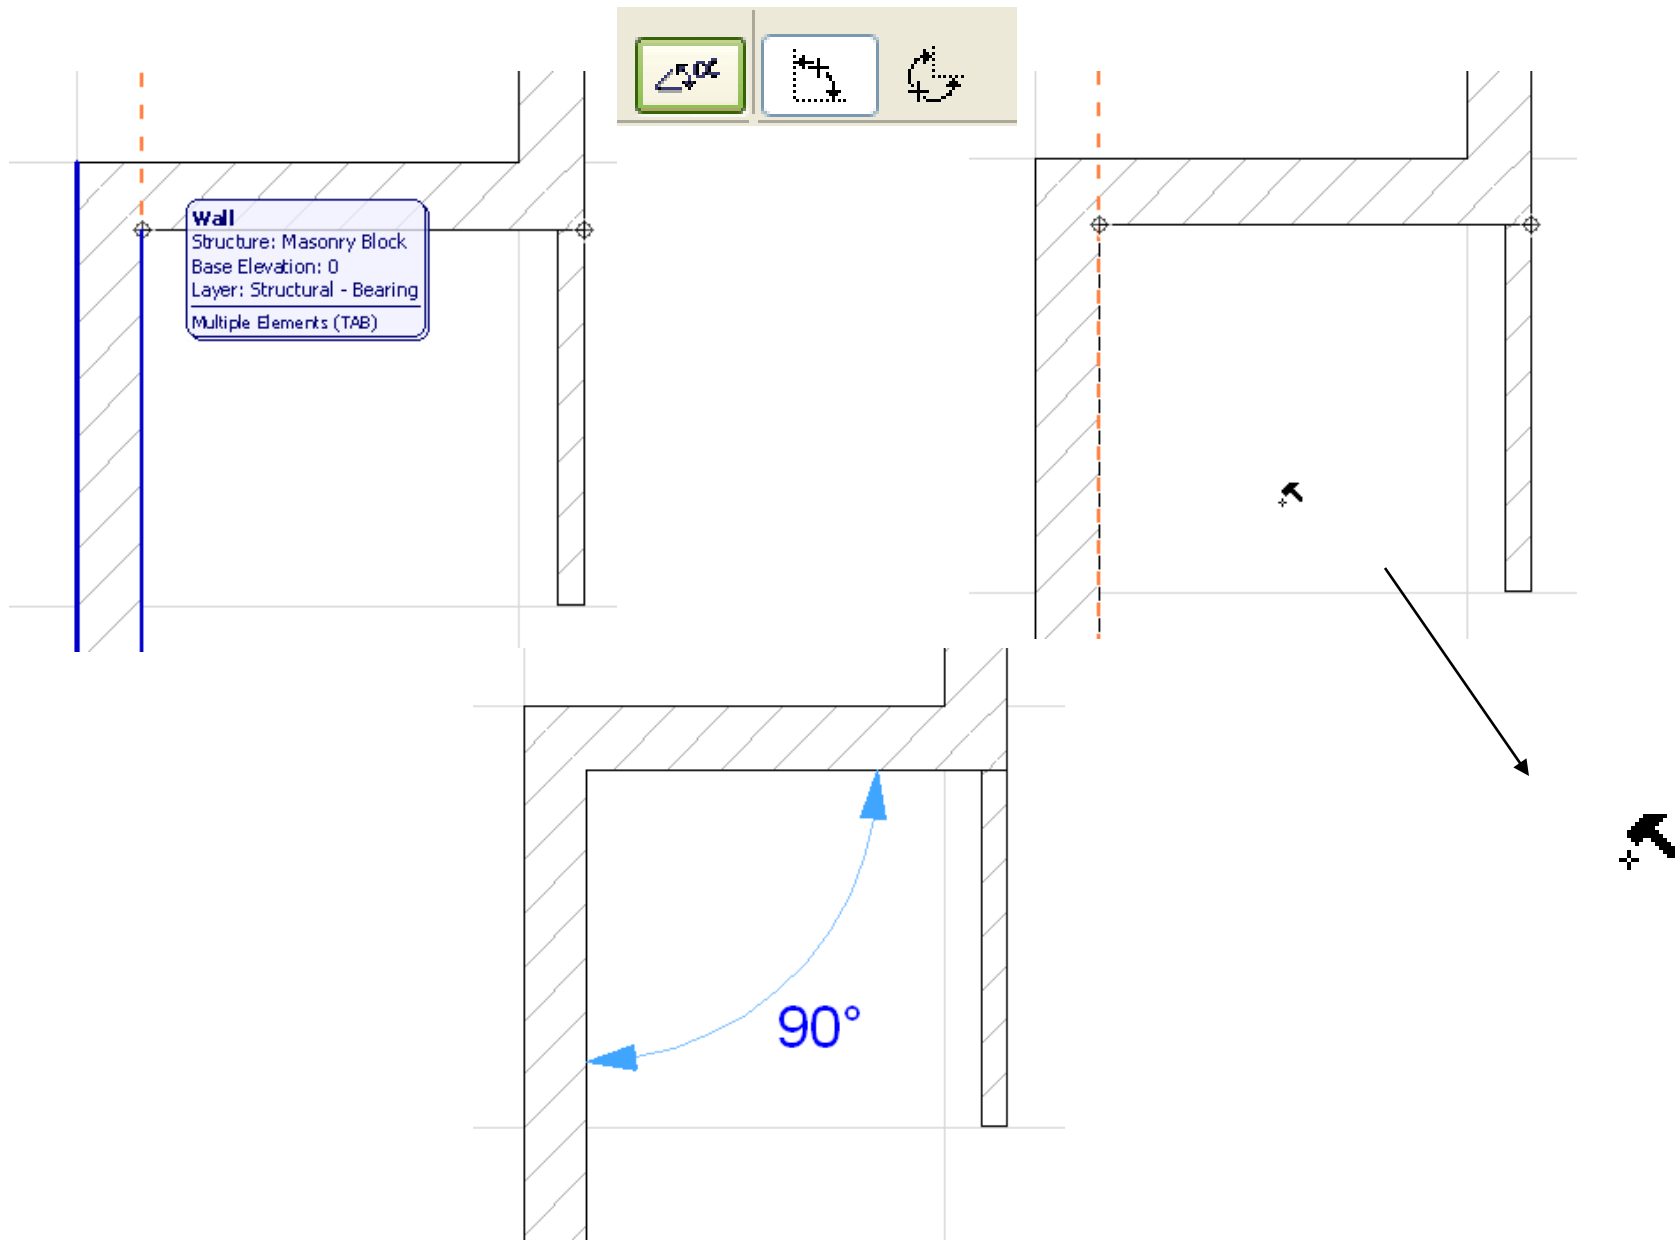 α
Wall
Structure: Masonry Block
Base Elevation: 0
Layer: Structural - Bearing
Multiple Elements (TAB)
90°